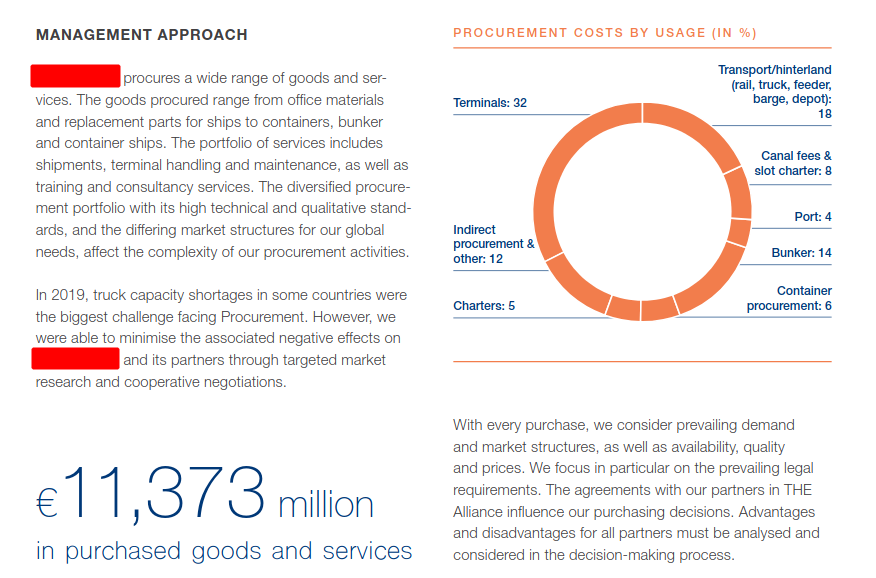 MANAGEMENT APPROACH
procures a wide range of goods and ser-
vices. The goods procured range from office materials
and replacement parts for ships to containers, bunker
and container ships. The portfolio of services includes
shipments, terminal handling and maintenance, as well as
training and consultancy services. The diversified procure-
ment portfolio with its high technical and qualitative stand-
ards, and the differing market structures for our global
needs, affect the complexity of our procurement activities.
In 2019, truck capacity shortages in some countries were
the biggest challenge facing Procurement. However, we
were able to minimise the associated negative effects on
and its partners through targeted market
research and cooperative negotiations.
€11,373 million
in purchased goods and services
PROCUREMENT COSTS BY USAGE (IN %)
Terminals: 32
Transport/hinterland
(rail, truck, feeder,
barge, depot):
18
Canal fees &
slot charter: 8
Port: 4
Indirect
procurement &
other: 12
Bunker: 14
Charters: 5
Container
procurement: 6
With every purchase, we consider prevailing demand
and market structures, as well as availability, quality
and prices. We focus in particular on the prevailing legal
requirements. The agreements with our partners in THE
Alliance influence our purchasing decisions. Advantages
and disadvantages for all partners must be analysed and
considered in the decision-making process.